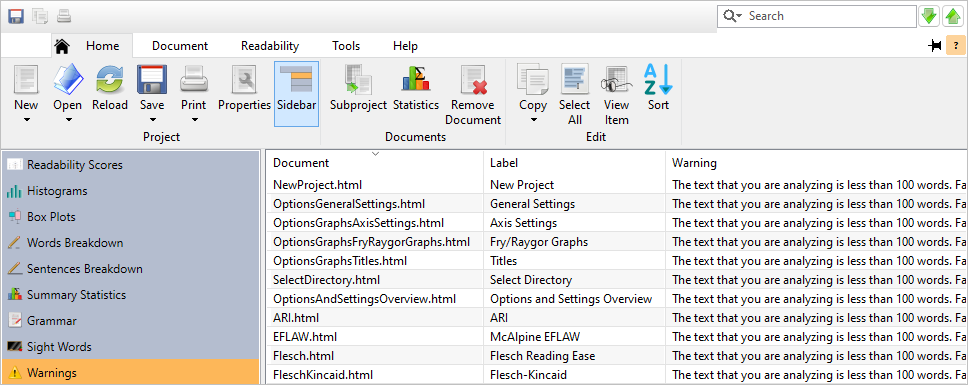 Search
?
Home Document Readability Tools Help
New Open Reload Save Print Properties Sidebar Subproject Statistics Remove Document Copy Select All View Item Sort
Project Documents Edit
Readability Scores
Histograms
Box Plots
Words Breakdown
Sentences Breakdown
Summary Statistics
Grammar
Sight Words
Warnings
Document Label Warning
NewProject.html New Project The text that you are analyzing is less than 100 words. Fa
OptionsGeneralSettings.html General Settings The text that you are analyzing is less than 100 words. Fa
OptionsGraphsAxisSettings.html Axis Settings The text that you are analyzing is less than 100 words. Fa
OptionsGraphsFryRaygorGraphs.html Fry/Raygor Graphs The text that you are analyzing is less than 100 words. Fa
OptionsGraphsTitles.html Titles The text that you are analyzing is less than 100 words. Fa
SelectDirectory.html Select Directory The text that you are analyzing is less than 100 words. Fa
OptionsAndSettingsOverview.html Options and Settings Overview The text that you are analyzing is less than 100 words. Fa
ARI.html ARI The text that you are analyzing is less than 100 words. Fa
EFLAW.html McAlpine EFLAW The text that you are analyzing is less than 100 words. Fa
Flesch.html Flesch Reading Ease The text that you are analyzing is less than 100 words. Fa
FleschKincaid.html Flesch-Kincaid The text that you are analyzing is less than 100 words. Fa